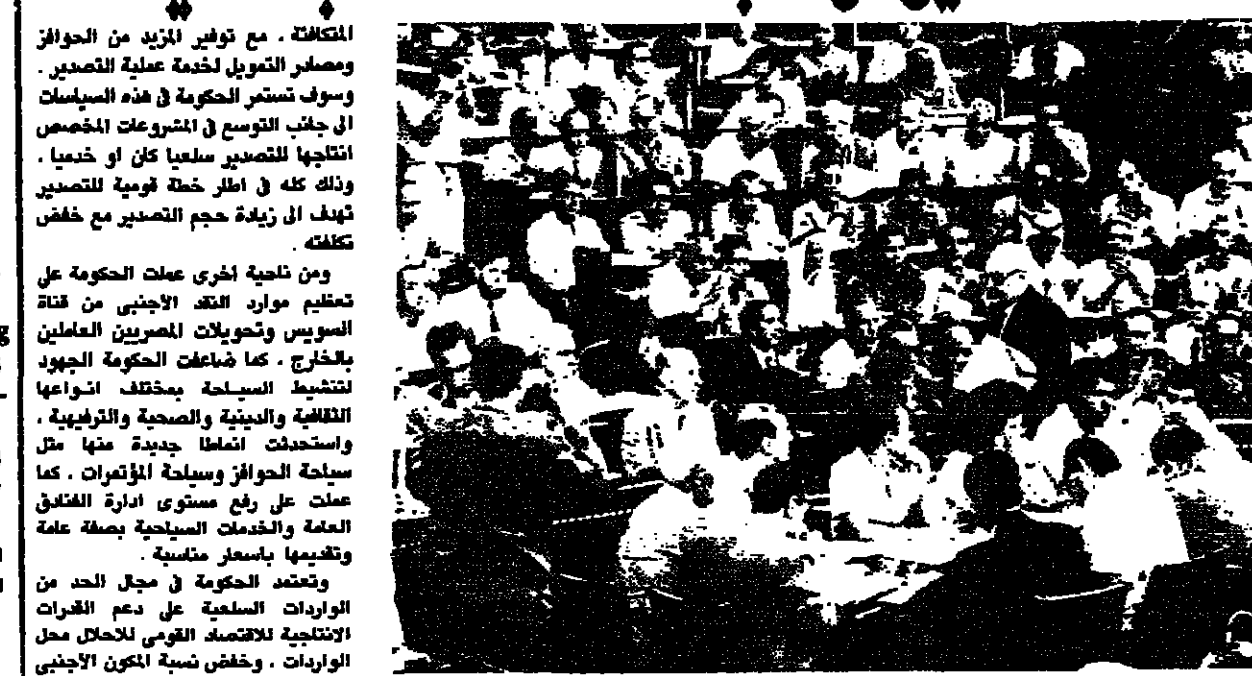 المتكافئة ، مع توفير المزيد من الحوافز
ومصادر التمويل لخدمة عملية التصدير .
وسوف تستمر الحكومة في هذه السياسات
الى جانب التوسع في المشروعات المخصص
انتاجها للتصدير سلعيا كان او خدميا .
وذلك كله في اطار خطة قومية للتصدير
تهدف الى زيادة حجم التصدير مع خفض
تكلفته .
ومن ناحية أخرى عملت الحكومة على
تعظيم موارد النقد الأجنبى من قناة
السويس وتحويلات المصريين العاملين
بالخارج . كما ضاعفت الحكومة الجهود
لتنشيط السياحة بمختلف انواعها
الثقافية والدينية والصحية والترفيهية ،
واستحدثت انماطا جديدة منها مثل
سياحة الحوافز وسياحة المؤتمرات . كما
عملت على رفع مستوى ادارة الفنادق
العامة والخدمات السياحية بصفة عامة
وتقديمها باسعار مناسبة .
وتعتمد الحكومة في مجال الحد من
الواردات السلعية على دعم القدرات
الانتاجية للاقتصاد القومى للاحلال محل
الواردات ، وخفض نسبة المكون الأجنبى